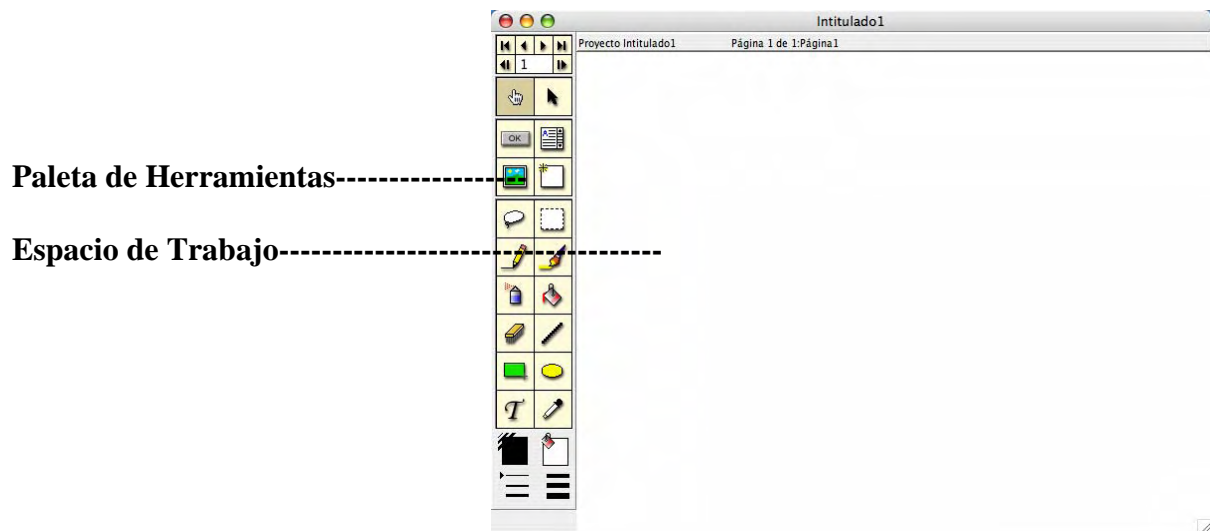 Intitulado1
Proyecto Intitulado1 Página 1 de 1:Página1
1
OK
A
Paleta de Herramientas---------------
Espacio de Trabajo------------------------------------
T